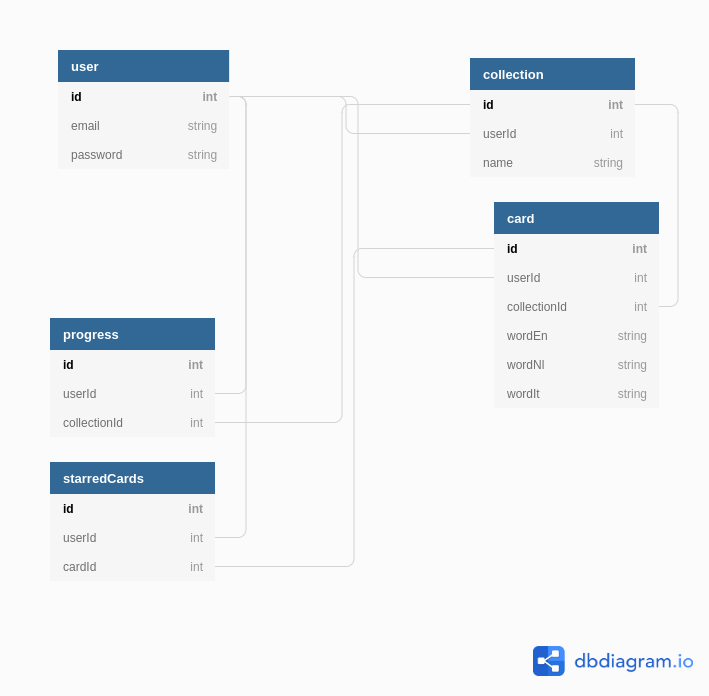 user
id int
email string
password string
collection
id int
userId int
name string
card
id int
userId int
collectionId int
wordEn string
wordNl string
wordIt string
progress
id int
userId int
collectionId int
starredCards
id int
userId int
cardId int
dbdiagram.io